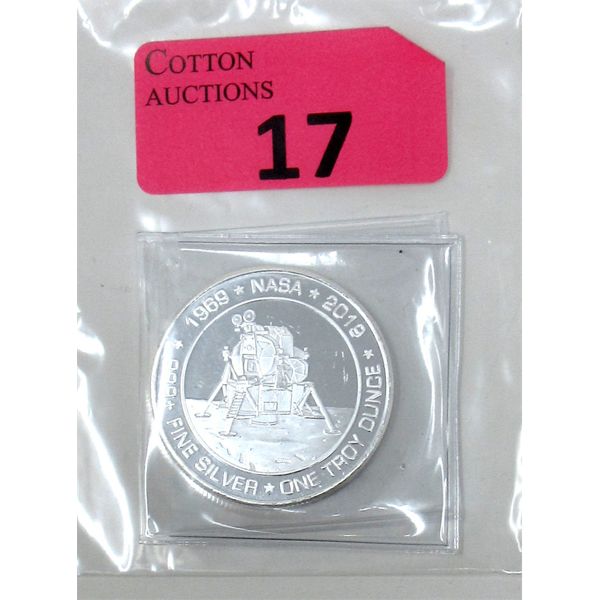 COTTON
AUCTIONS
17
1969 ★ NASA ★ 2019 ★
FINE SILVER ★ ONE TROY OUNCE ★